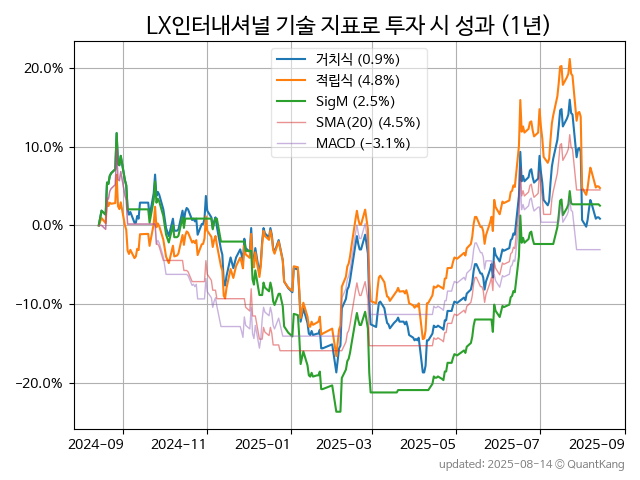 LX인터내셔널 기술 지표로 투자 시 성과 (1년)
거치식 (0.9%)
적립식 (4.8%)
SigM (2.5%)
SMA(20) (4.5%)
MACD (−3.1%)
20.0%
10.0%
0.0%
−10.0%
−20.0%
2024-09 2024-11 2025-01 2025-03 2025-05 2025-07 2025-09
updated: 2025-08-14 © QuantKang